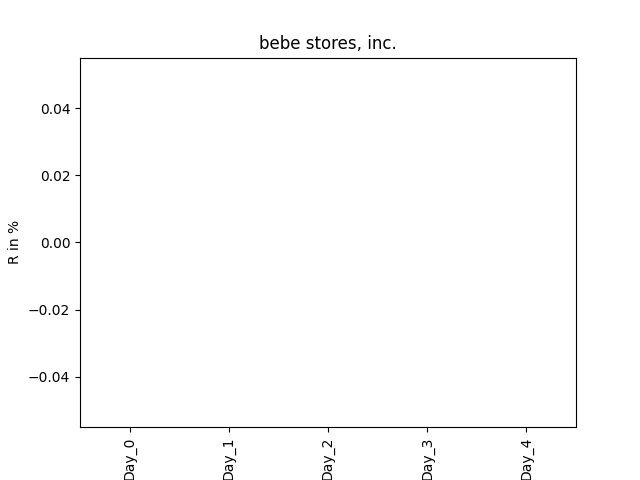 bebe stores, inc.
R in %
0.04
0.02
0.00
−0.02
−0.04
Day_0
Day_1
Day_2
Day_3
Day_4